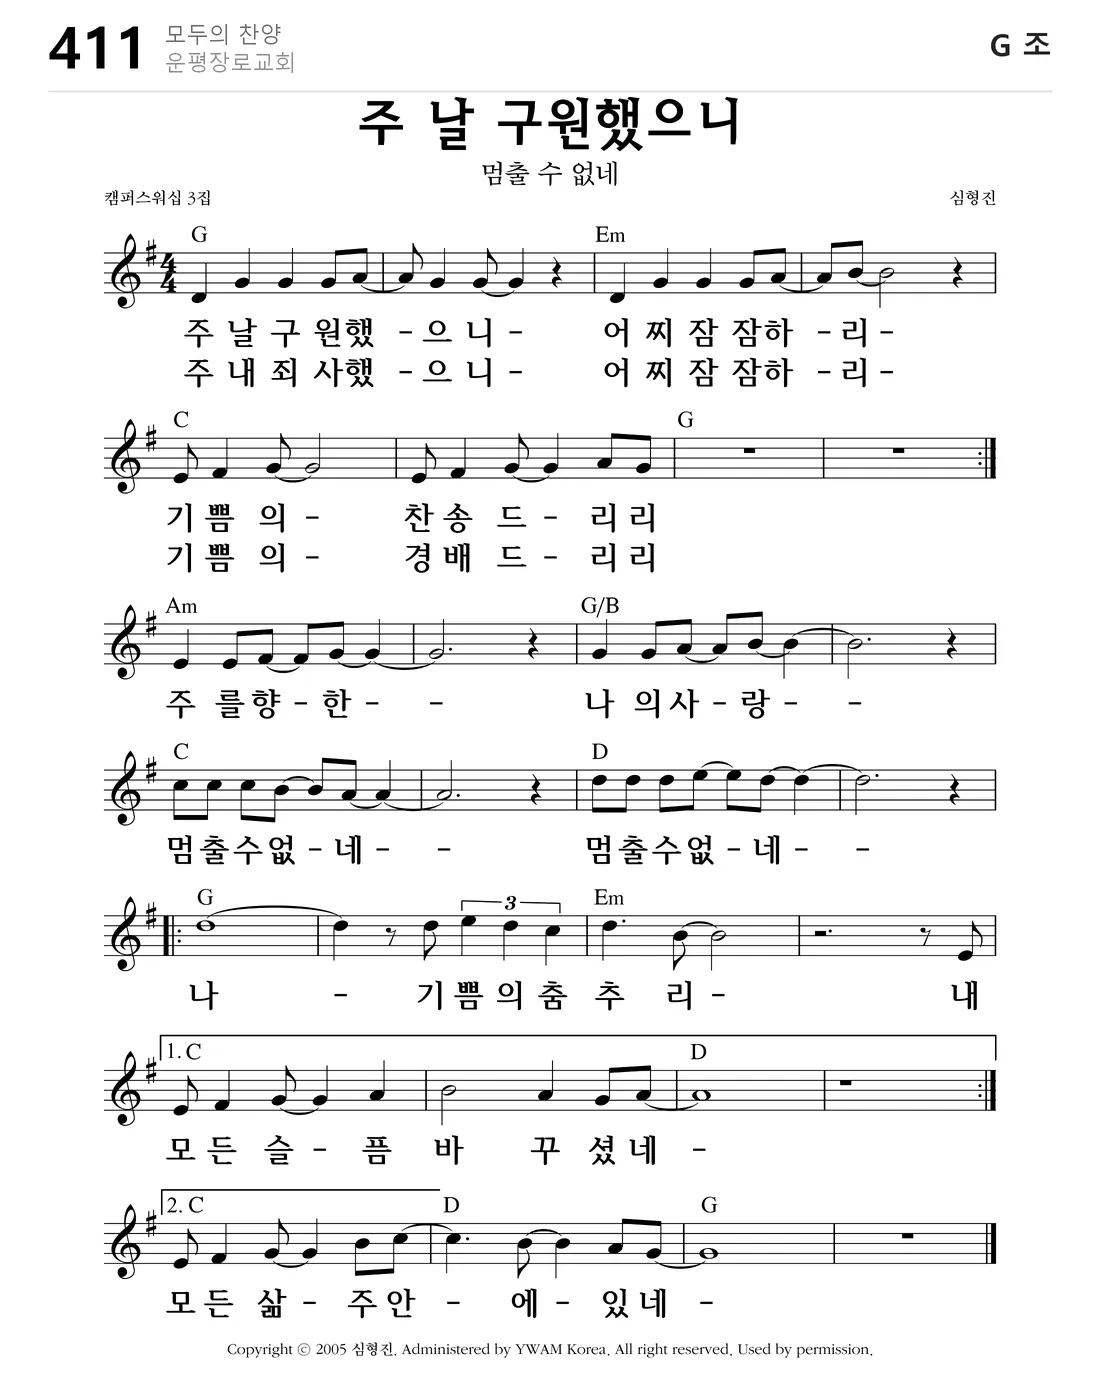 411
모두의 찬양
운평장로교회
G 조
주 날 구원했으니
멈출 수 없네
캠퍼스워십 3집
심형진
G Em
4
4
주 날 구 원했 -으 니- 어 찌 잠 잠하 -리-
주 내 죄 사했 -으 니- 어 찌 잠 잠하 -리-
C G
기 쁨 의- 찬 송 드- 리 리
기 쁨 의- 경 배 드- 리 리
Am G/B
주 를향-한- - 나 의사-랑- -
C D
멈출수없-네- - 멈출수없-네- -
G 3 Em
나 - 기 쁨 의 춤 추 리- 내
1. C D
모 든 슬- 픔 바 꾸 셨 네 -
2. C D G
모 든 삶- 주 안 - 에- 있 네 -
Copyright ⓒ 2005 심형진. Administered by YWAM Korea. All right reserved. Used by permission.